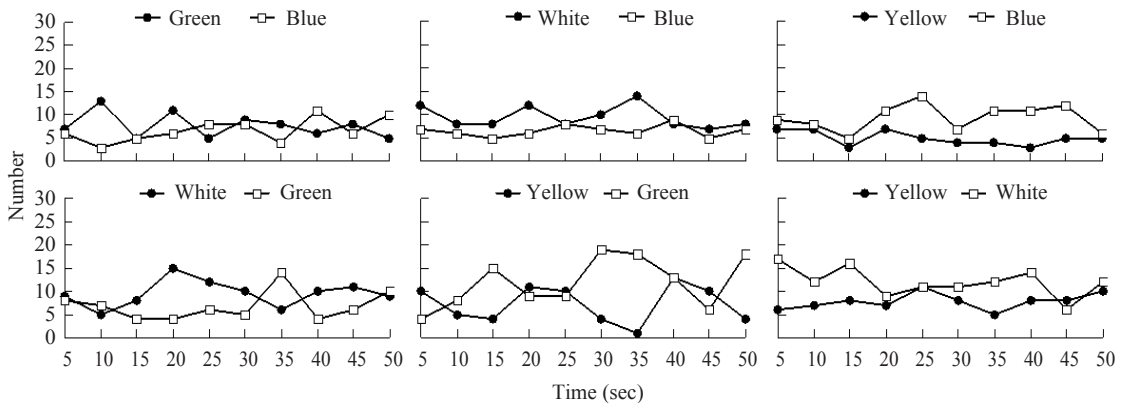 Green Blue
White Blue
Yellow Blue
30
25
20
15
10
5
0
White Green
Yellow Green
Yellow White
30
25
20
15
10
5
0
Number
5 10 15 20 25 30 35 40 45 50
5 10 15 20 25 30 35 40 45 50
5 10 15 20 25 30 35 40 45 50
Time (sec)